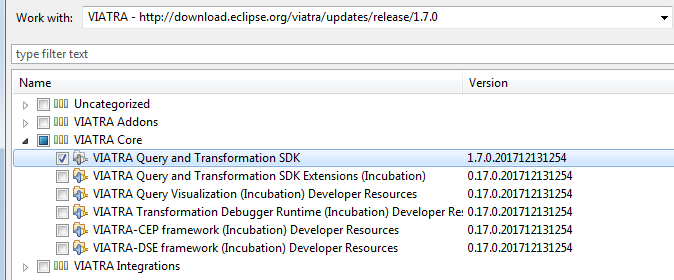 Work with: VIATRA - http://download.eclipse.org/viatra/updates/release/1.7.0
type filter text
Name Version
Uncategorized
VIATRA Addons
VIATRA Core
VIATRA Query and Transformation SDK 1.7.0.201712131254
VIATRA Query and Transformation SDK Extensions (Incubation) 0.17.0.201712131254
VIATRA Query Visualization (Incubation) Developer Resources 0.17.0.201712131254
VIATRA Transformation Debugger Runtime (Incubation) Developer Res 0.17.0.201712131254
VIATRA-CEP framework (Incubation) Developer Resources 0.17.0.201712131254
VIATRA-DSE framework (Incubation) Developer Resources 0.17.0.201712131254
VIATRA Integrations